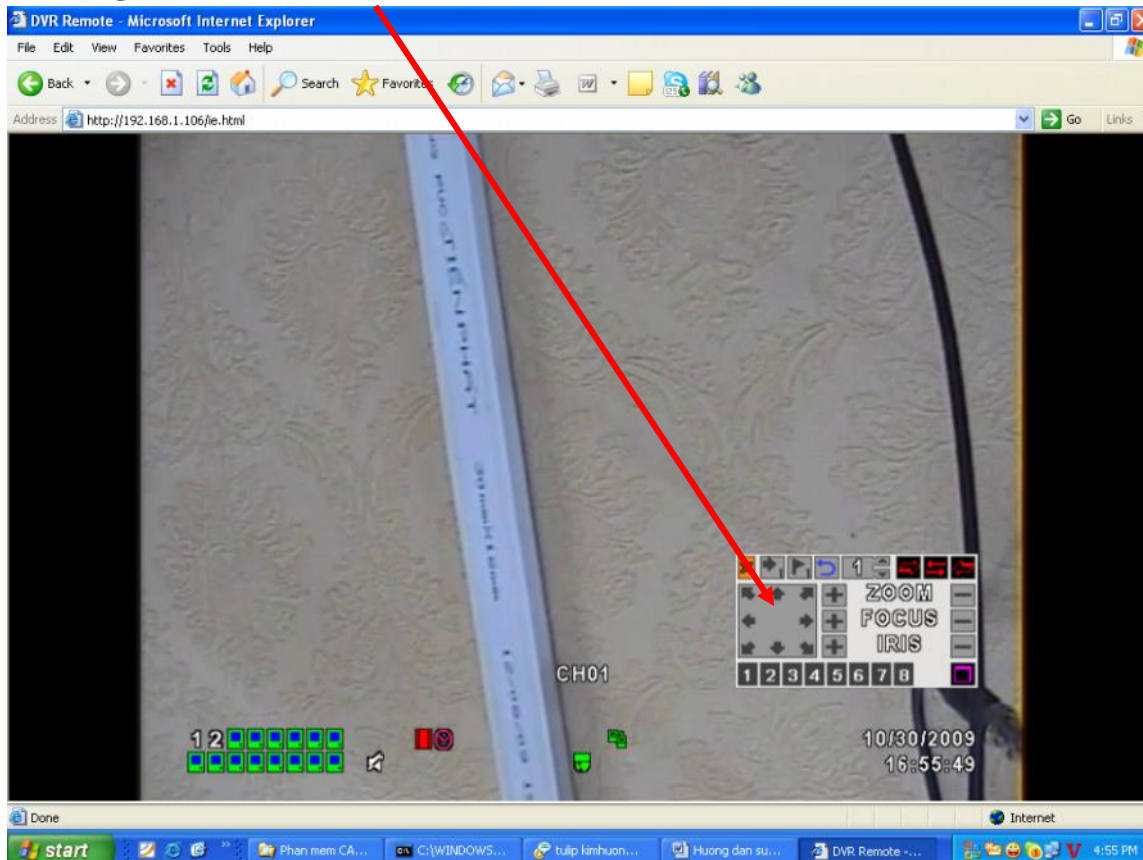 DVR Remote - Microsoft Internet Explorer
File Edit View Favorites Tools Help
Back Search Favorites
Address http://192.168.1.106/ie.html Go Links
1
ZOOM
FOCUS
IRIS
1 2 3 4 5 6 7 8
CH01
1 2
10/30/2009
16:55:49
Done Internet
start Phan mem CA... C:\WINDOWS... tulip kimhuon... Huong dan su... DVR Remote -... V 4:55 PM